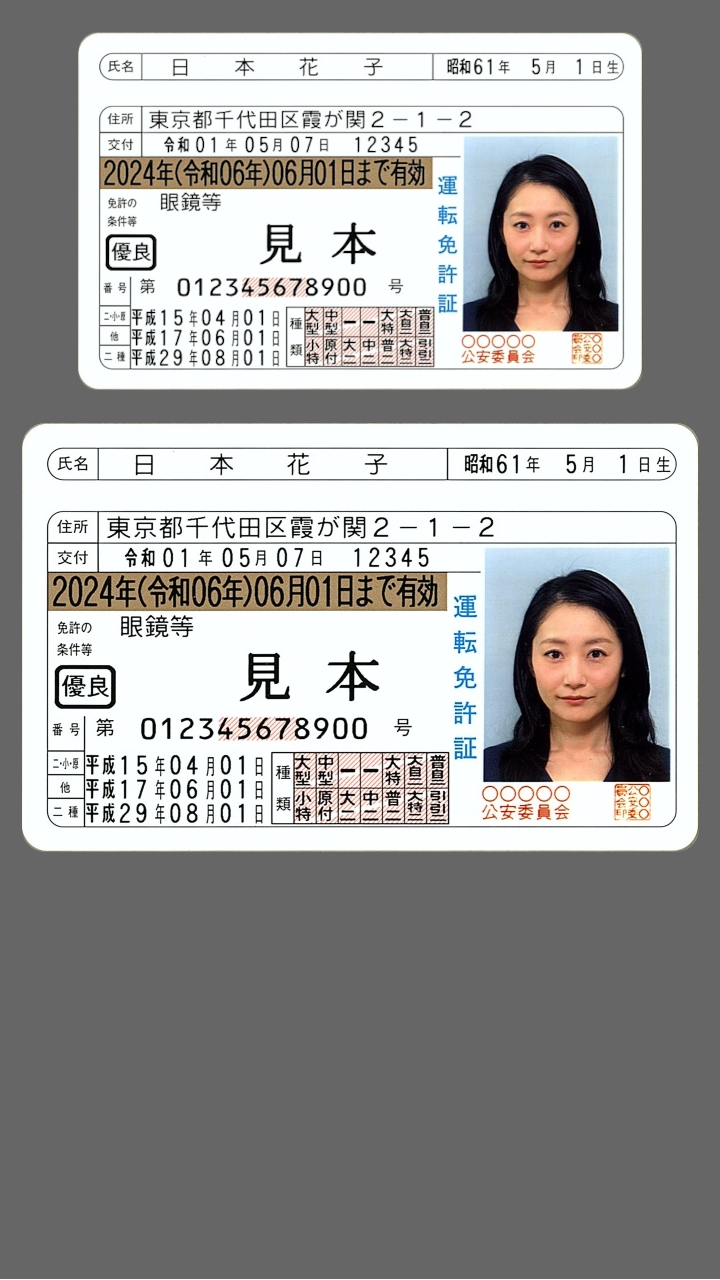 氏名 日本花子 昭和61年 5月 1日生
住所 東京都千代田区霞が関2-1-2
交付 令和01年05月07日 12345
2024年(令和06年)06月01日まで有効
免許の 眼鏡等
条件等
優良
見本
番号 第 012345678900 号
二・小・原 平成15年04月01日
他 平成17年06月01日
二種 平成29年08月01日
種類
大型 中型 大特 大自二 普自二
小特 原付 大二 中二 普二 大特二 引引二
運転免許証
○○○○○
公安委員会
氏名 日本花子 昭和61年 5月 1日生
住所 東京都千代田区霞が関2-1-2
交付 令和01年05月07日 12345
2024年(令和06年)06月01日まで有効
免許の 眼鏡等
条件等
優良
見本
番号 第 012345678900 号
二・小・原 平成15年04月01日
他 平成17年06月01日
二種 平成29年08月01日
種類
大型 中型 大特 大自二 普自二
小特 原付 大二 中二 普二 大特二 引引二
運転免許証
○○○○○
公安委員会